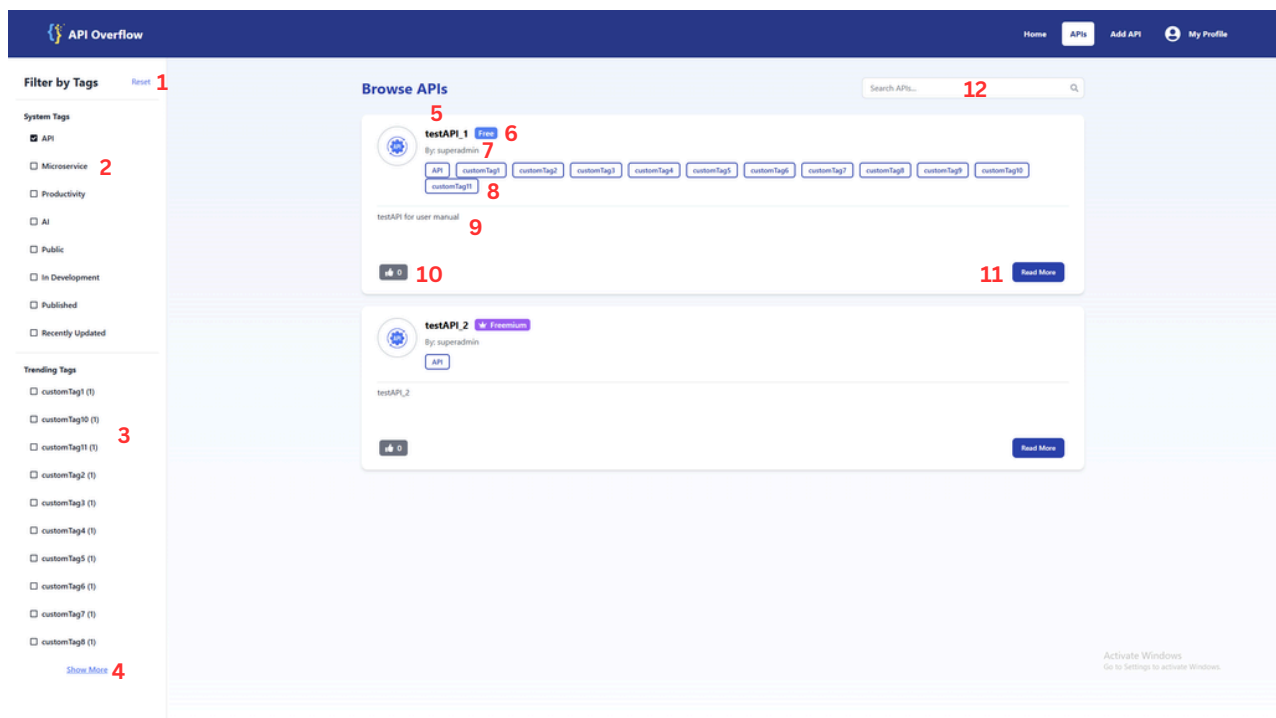 API Overflow
Home APIs Add API My Profile
Filter by Tags Reset 1
System Tags
API
Microservice 2
Productivity
AI
Public
In Development
Published
Recently Updated
Trending Tags
customTag1 (1)
customTag10 (1)
customTag11 (1) 3
customTag2 (1)
customTag3 (1)
customTag4 (1)
customTag5 (1)
customTag6 (1)
customTag7 (1)
customTag8 (1)
Show More 4
Browse APIs
Search APIs... 12
5
testAPI_1 Free 6
By: superadmin 7
API customTag1 customTag2 customTag3 customTag4 customTag5 customTag6 customTag7 customTag8 customTag9 customTag10
customTag11 8
testAPI for user manual 9
0 10 11 Read More
testAPI_2 Freemium
By: superadmin
API
testAPI_2
0 Read More
Activate Windows
Go to Settings to activate Windows.